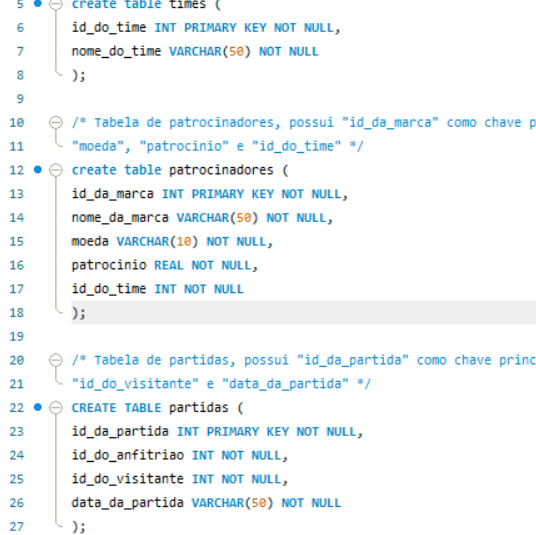 5 create table times (
6 id_do_time INT PRIMARY KEY NOT NULL,
7 nome_do_time VARCHAR(50) NOT NULL
8 );
9
10 /* Tabela de patrocinadores, possui "id_da_marca" como chave p
11 "moeda", "patrocinio" e "id_do_time" */
12 create table patrocinadores (
13 id_da_marca INT PRIMARY KEY NOT NULL,
14 nome_da_marca VARCHAR(50) NOT NULL,
15 moeda VARCHAR(10) NOT NULL,
16 patrocinio REAL NOT NULL,
17 id_do_time INT NOT NULL
18 );
19
20 /* Tabela de partidas, possui "id_da_partida" como chave princ
21 "id_do_visitante" e "data_da_partida" */
22 CREATE TABLE partidas (
23 id_da_partida INT PRIMARY KEY NOT NULL,
24 id_do_anfitriao INT NOT NULL,
25 id_do_visitante INT NOT NULL,
26 data_da_partida VARCHAR(50) NOT NULL
27 );